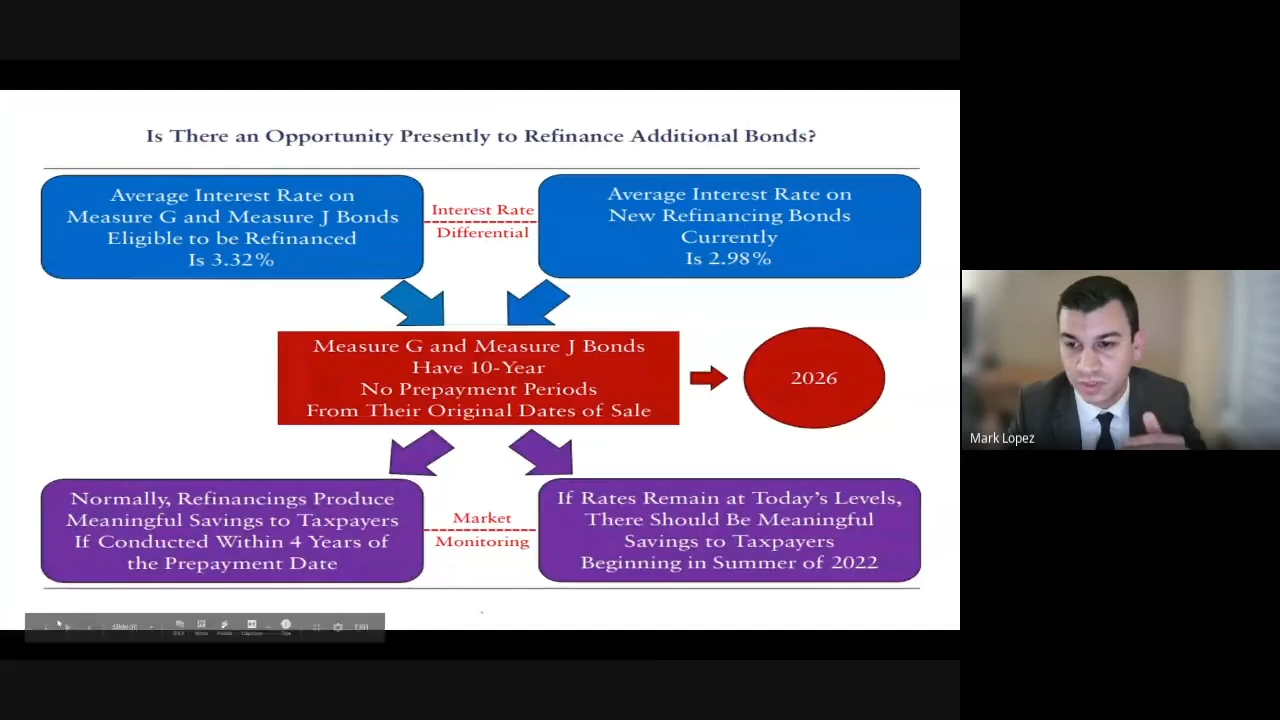 Is There an Opportunity Presently to Refinance Additional Bonds?
Average Interest Rate on
Measure G and Measure J Bonds
Eligible to be Refinanced
Is 3.32%
Interest Rate
Differential
Average Interest Rate on
New Refinancing Bonds
Currently
Is 2.98%
Measure G and Measure J Bonds
Have 10-Year
No Prepayment Periods
From Their Original Dates of Sale
2026
Normally, Refinancings Produce
Meaningful Savings to Taxpayers
If Conducted Within 4 Years of
the Prepayment Date
Market
Monitoring
If Rates Remain at Today's Levels,
There Should Be Meaningful
Savings to Taxpayers
Beginning in Summer of 2022
Mark Lopez